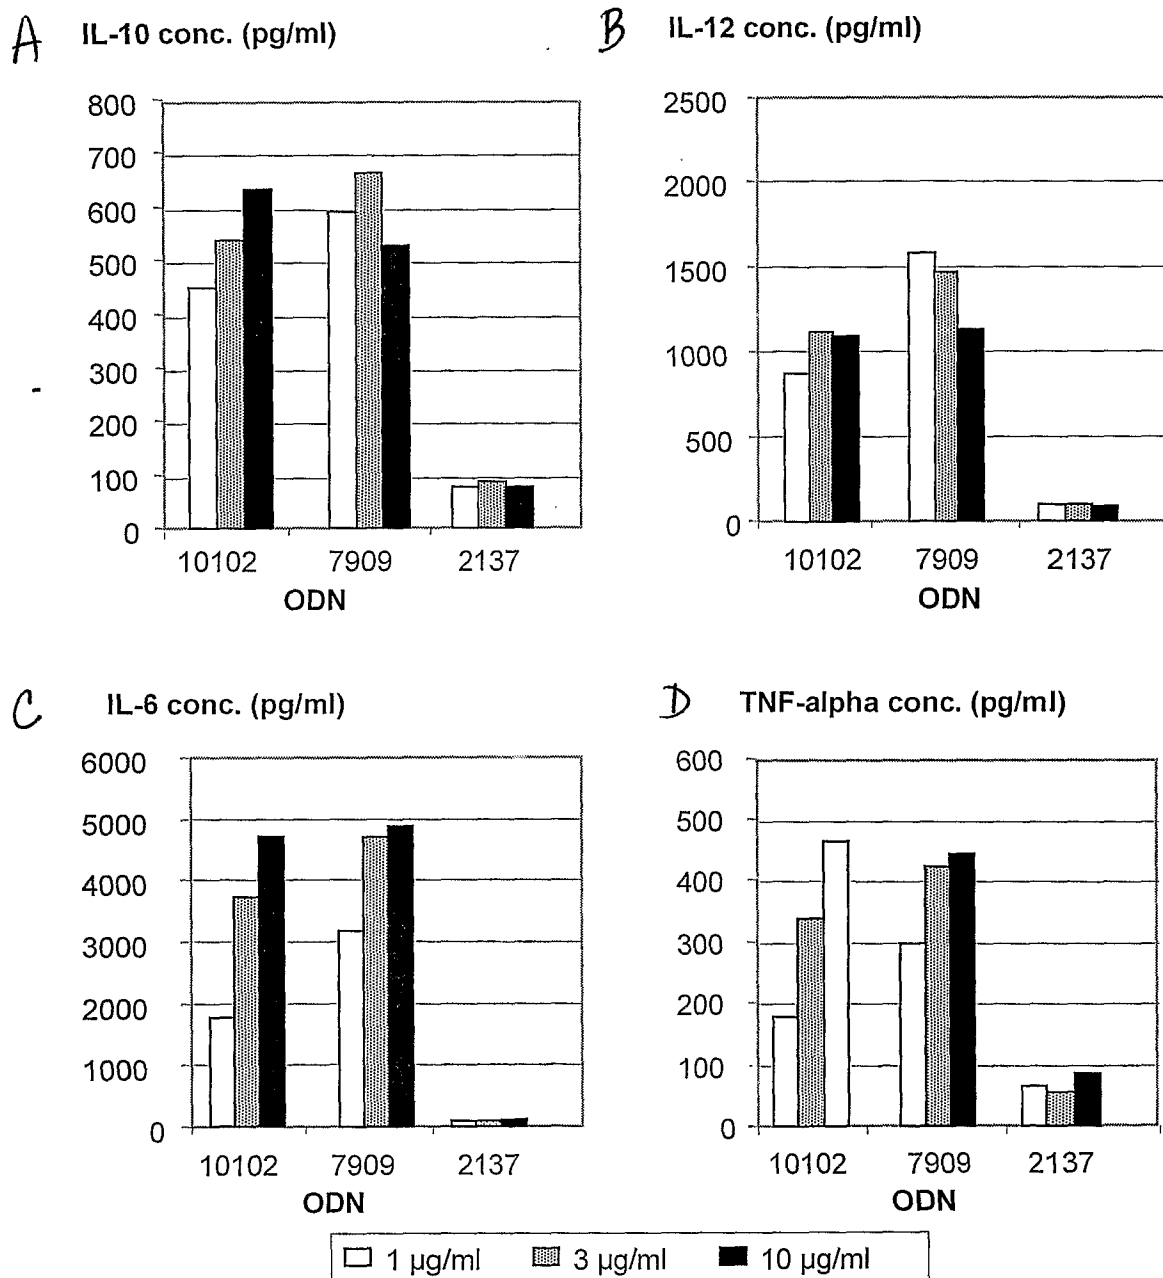 A IL-10 conc. (pg/ml)
800
700
600
500
400
300
200
100
0
10102 7909 2137
ODN
B IL-12 conc. (pg/ml)
2500
2000
1500
1000
500
0
10102 7909 2137
ODN
C IL-6 conc. (pg/ml)
6000
5000
4000
3000
2000
1000
0
10102 7909 2137
ODN
D TNF-alpha conc. (pg/ml)
600
500
400
300
200
100
0
10102 7909 2137
ODN
1 µg/ml 3 µg/ml 10 µg/ml